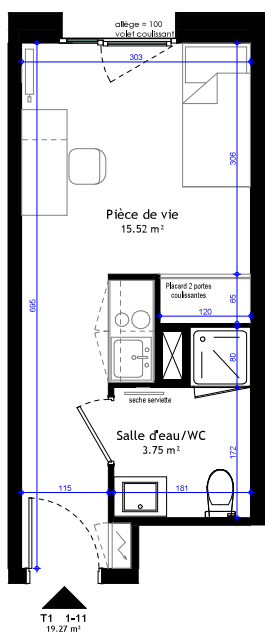 allège = 100
volet coulissant
303
306
Pièce de vie
15.52 m²
695
Placard 2 portes
coulissantes
65
120
80
seche serviette
Salle d'eau/WC
3.75 m²
172
115
181
T1 1-11
19.27 m²